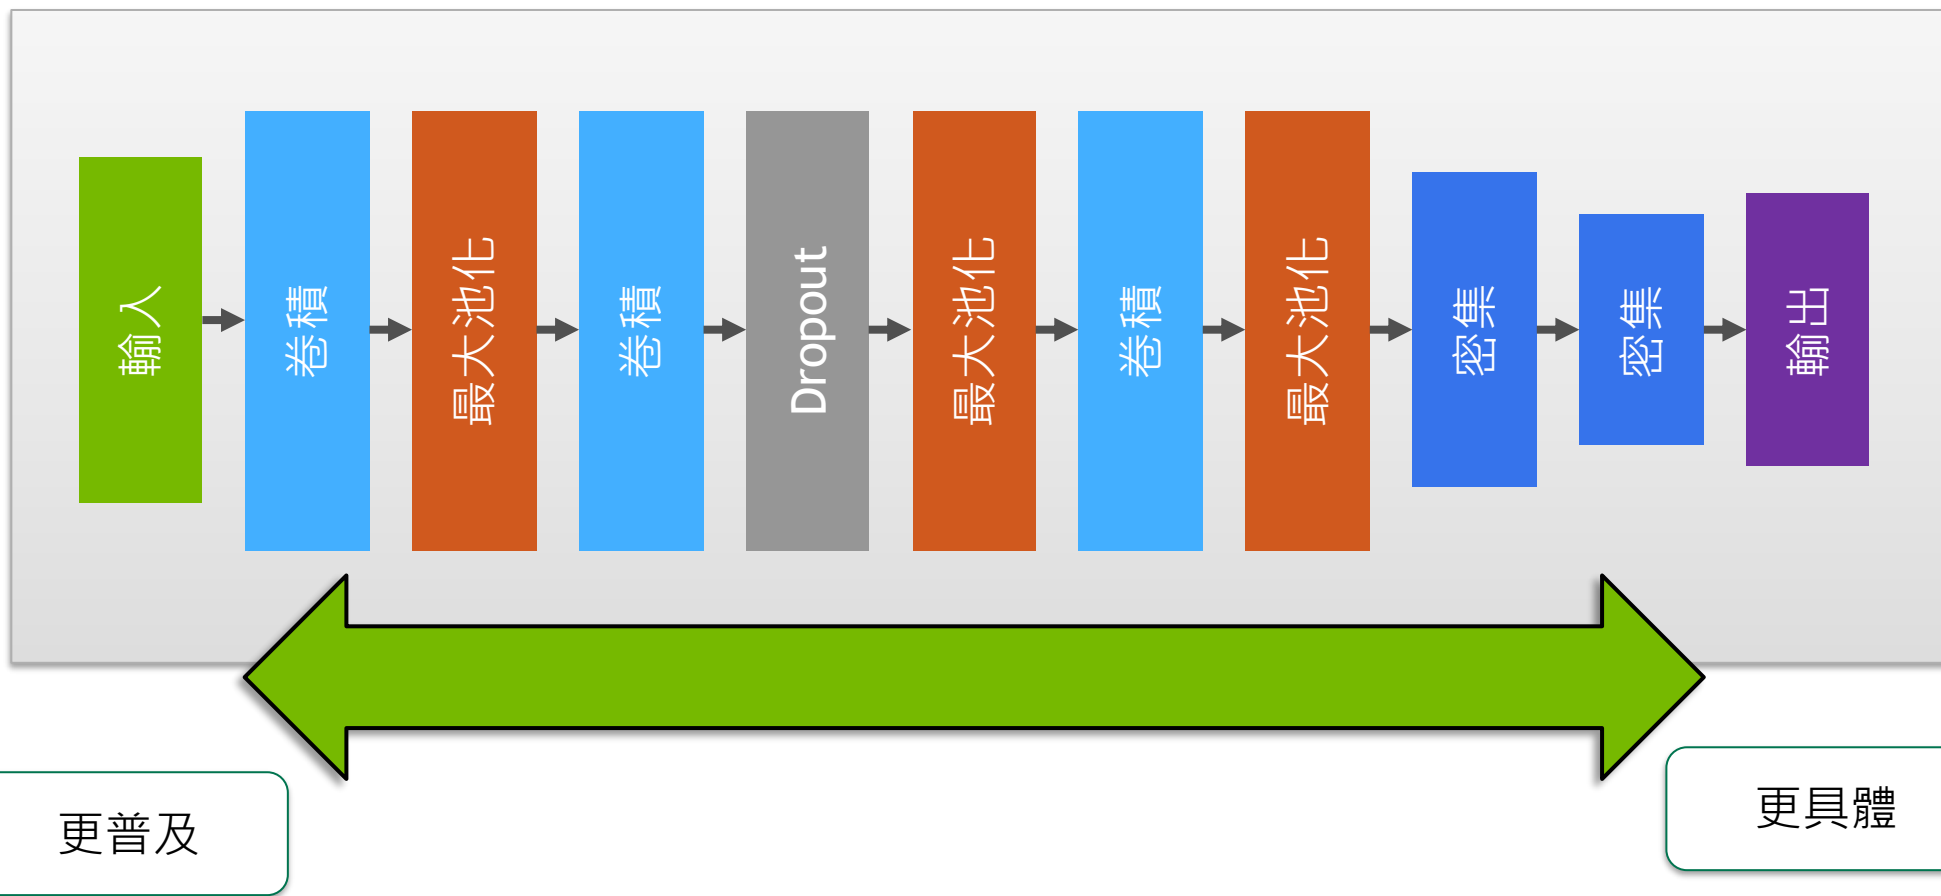 輸入
卷積
最大池化
卷積
Dropout
最大池化
卷積
最大池化
密集
密集
輸出
更普及
更具體